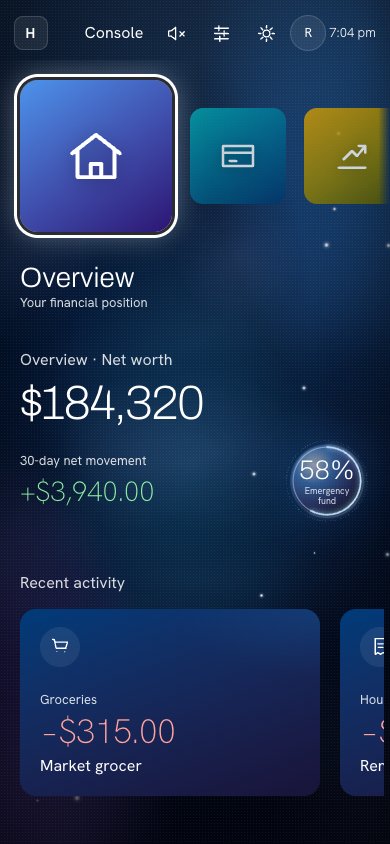 H
Console
R
7:04 pm
Overview
Your financial position
Overview · Net worth
$184,320
30-day net movement
+$3,940.00
58%
Emergency
fund
Recent activity
Groceries
−$315.00
Market grocer